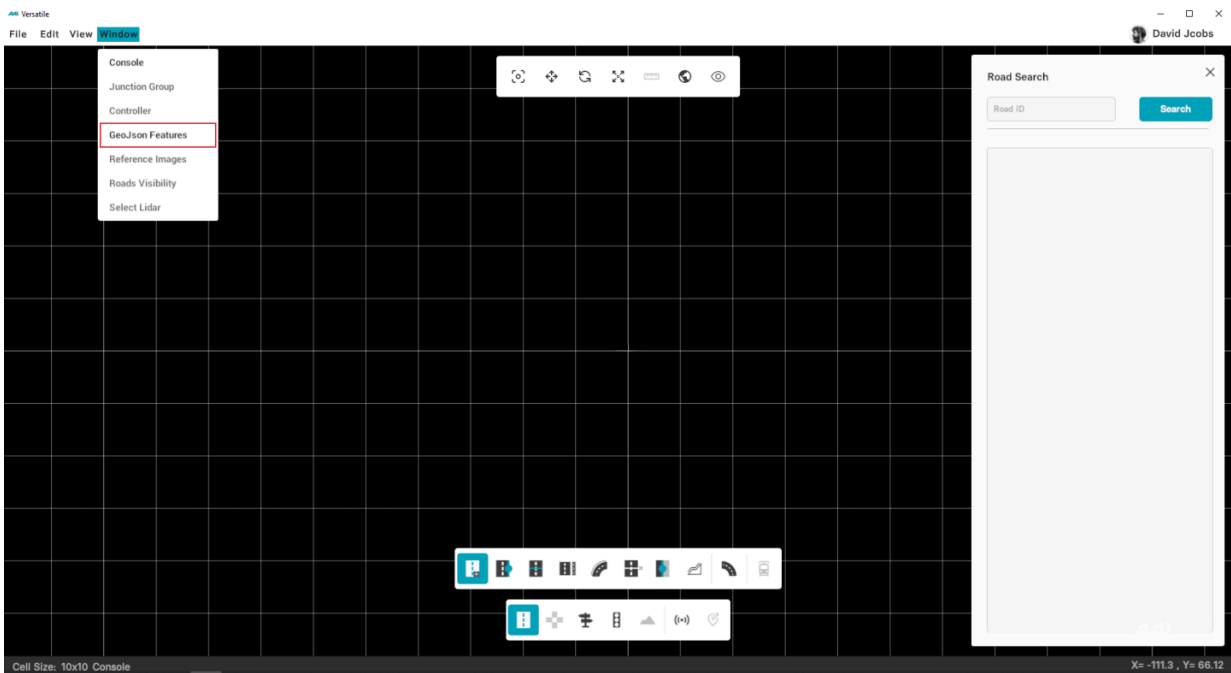 Versatile
File Edit View Window
David Jcobs
Console
Junction Group
Controller
GeoJson Features
Reference Images
Roads Visibility
Select Lidar
Road Search
Road ID
Search
Cell Size: 10x10 Console
X= -111.3 , Y= 66.12